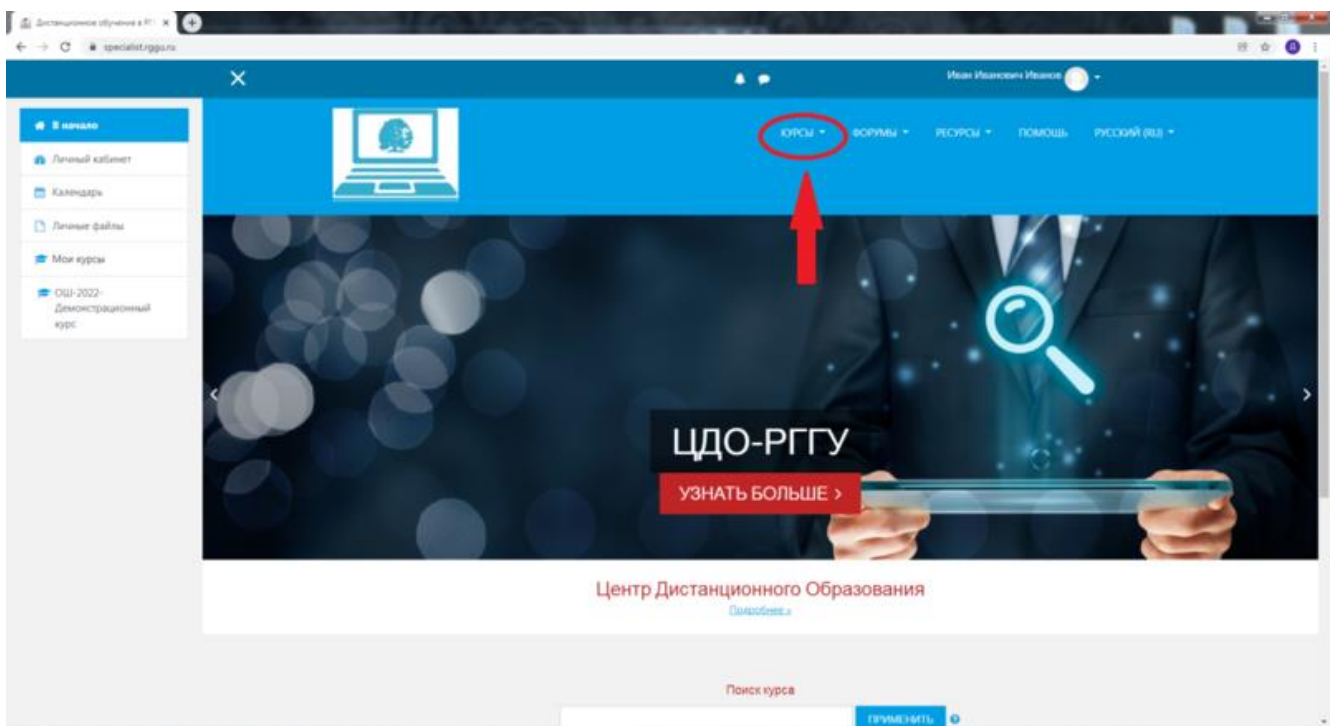 Дистанционное обучение в РГ
specialist.rggu.ru
Иван Иванович Иванов
В начало
Личный кабинет
Календарь
Личные файлы
Мои курсы
ОШ-2022-
Демонстрационный
курс
КУРСЫ
ФОРУМЫ
РЕСУРСЫ
ПОМОЩЬ
РУССКИЙ (RU)
ЦДО-РГГУ
УЗНАТЬ БОЛЬШЕ >
Центр Дистанционного Образования
Подробнее »
Поиск курса
ПРИМЕНИТЬ